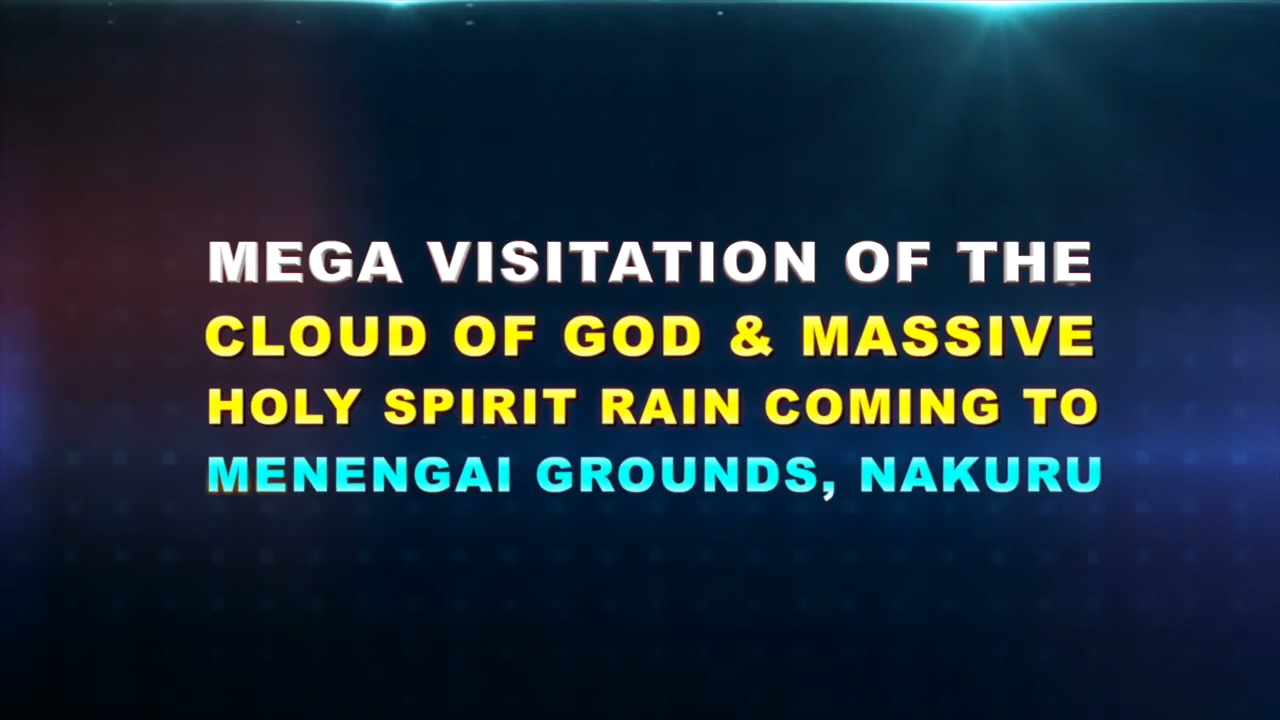 MEGA VISITATION OF THE
CLOUD OF GOD & MASSIVE
HOLY SPIRIT RAIN COMING TO
MENENGAI GROUNDS, NAKURU